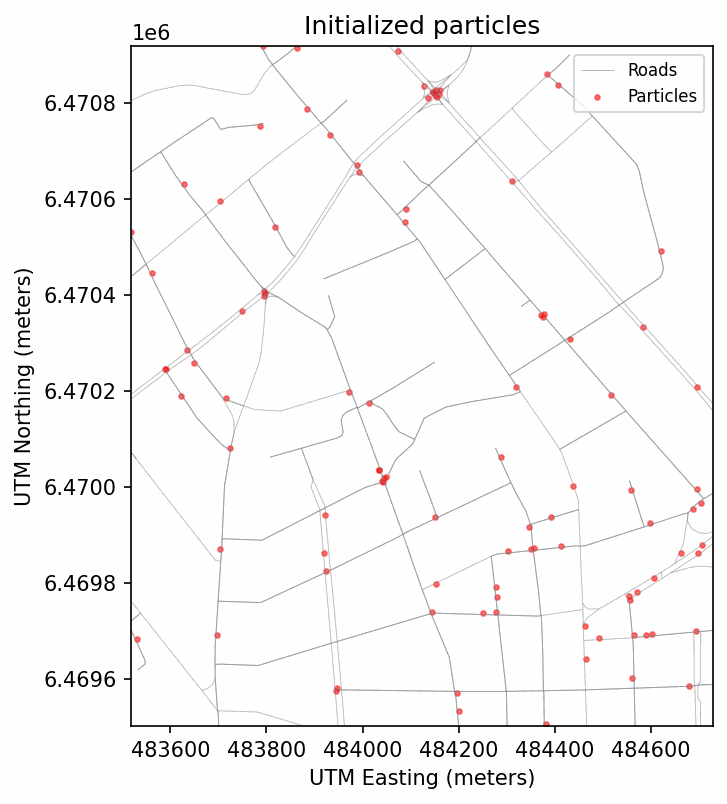 Initialized particles
1e6
Roads
Particles
6.4708
6.4706
6.4704
6.4702
6.4700
6.4698
6.4696
UTM Northing (meters)
483600 483800 484000 484200 484400 484600
UTM Easting (meters)